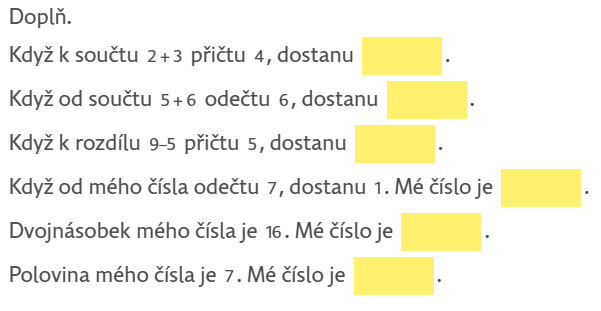 Doplň.
Když k součtu 2+3 přičtu 4, dostanu .
Když od součtu 5+6 odečtu 6, dostanu .
Když k rozdílu 9–5 přičtu 5, dostanu .
Když od mého čísla odečtu 7, dostanu 1. Mé číslo je .
Dvojnásobek mého čísla je 16. Mé číslo je .
Polovina mého čísla je 7. Mé číslo je .